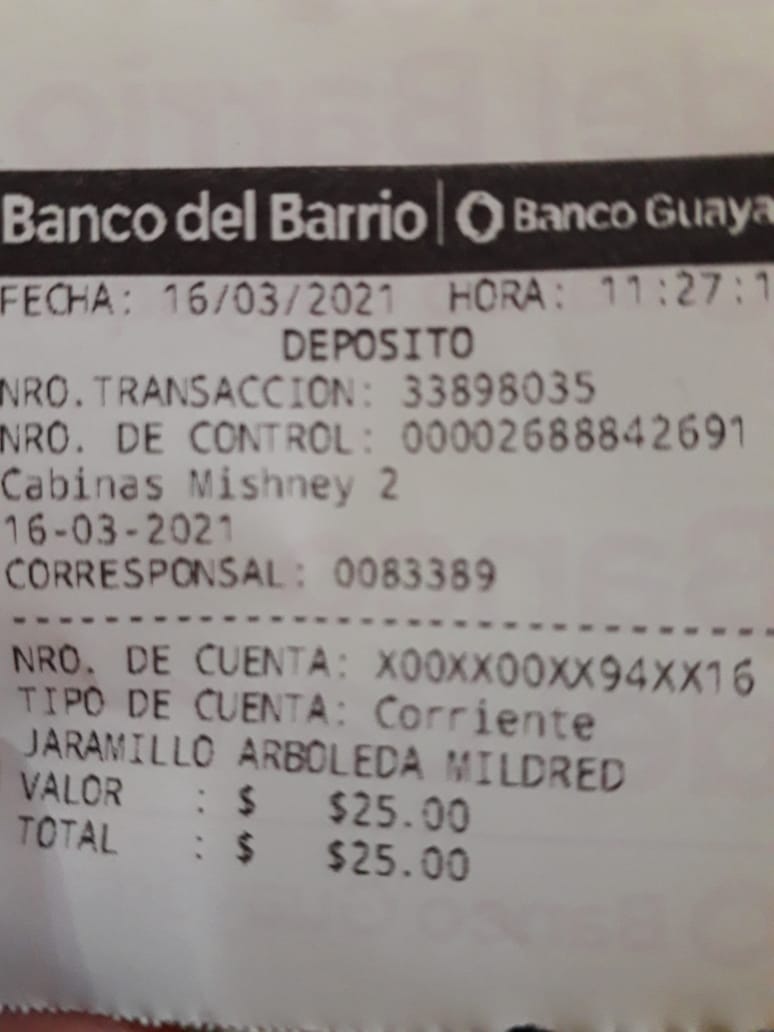 Banco del Barrio | Banco Guaya
FECHA: 16/03/2021 HORA: 11:27:1
DEPOSITO
NRO.TRANSACCION: 33898035
NRO. DE CONTROL: 00002688842691
Cabinas Mishney 2
16-03-2021
CORRESPONSAL: 0083389
NRO. DE CUENTA: X00XX00XX94XX16
TIPO DE CUENTA: Corriente
JARAMILLO ARBOLEDA MILDRED
VALOR : $ $25.00
TOTAL : $ $25.00